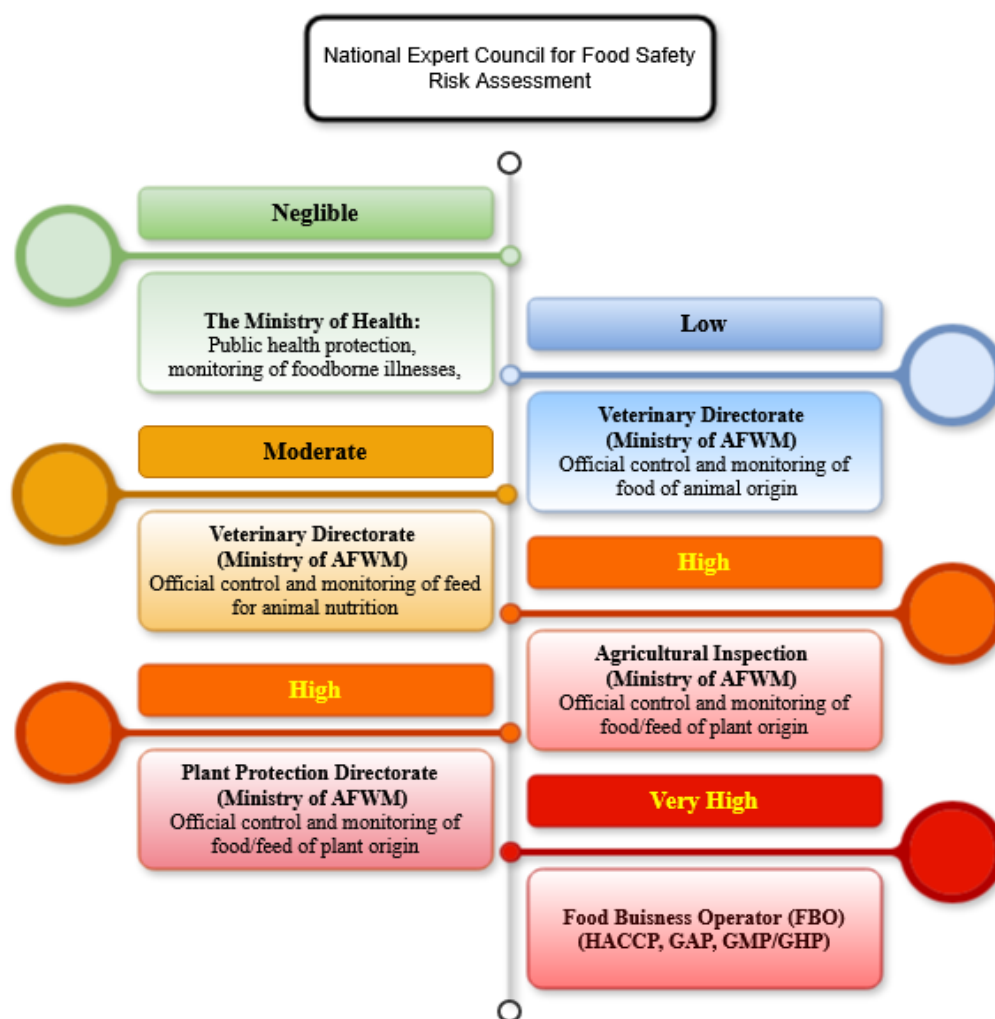 National Expert Council for Food Safety
Risk Assessment
Neglible
The Ministry of Health:
Public health protection,
monitoring of foodborne illnesses,
Low
Veterinary Directorate
(Ministry of AFWM)
Official control and monitoring of
food of animal origin
Moderate
Veterinary Directorate
(Ministry of AFWM)
Official control and monitoring of feed
for animal nutrition
High
Agricultural Inspection
(Ministry of AFWM)
Official control and monitoring of
food/feed of plant origin
High
Plant Protection Directorate
(Ministry of AFWM)
Official control and monitoring of
food/feed of plant origin
Very High
Food Buisness Operator (FBO)
(HACCP, GAP, GMP/GHP)